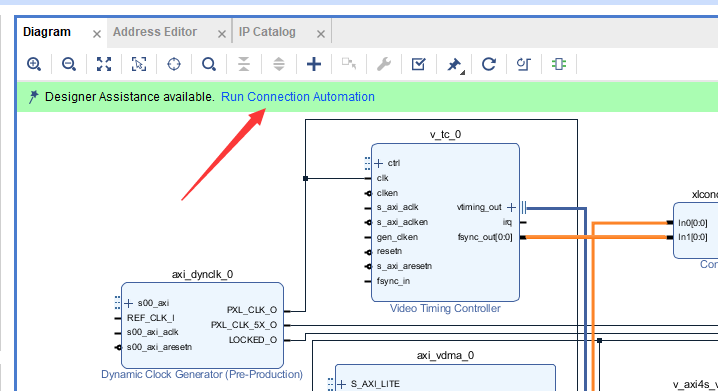 Diagram
Address Editor
IP Catalog
Designer Assistance available. Run Connection Automation
v_tc_0
ctrl
clk
clken
s_axi_aclk
s_axi_aclken
gen_clken
resetn
s_axi_aresetn
fsync_in
vtiming_out
irq
fsync_out[0:0]
Video Timing Controller
xlconc
In0[0:0]
In1[0:0]
Con
axi_dynclk_0
s00_axi
REF_CLK_I
s00_axi_aclk
s00_axi_aresetn
PXL_CLK_O
PXL_CLK_5X_O
LOCKED_O
Dynamic Clock Generator (Pre-Production)
axi_vdma_0
S_AXI_LITE
v_axi4s_v